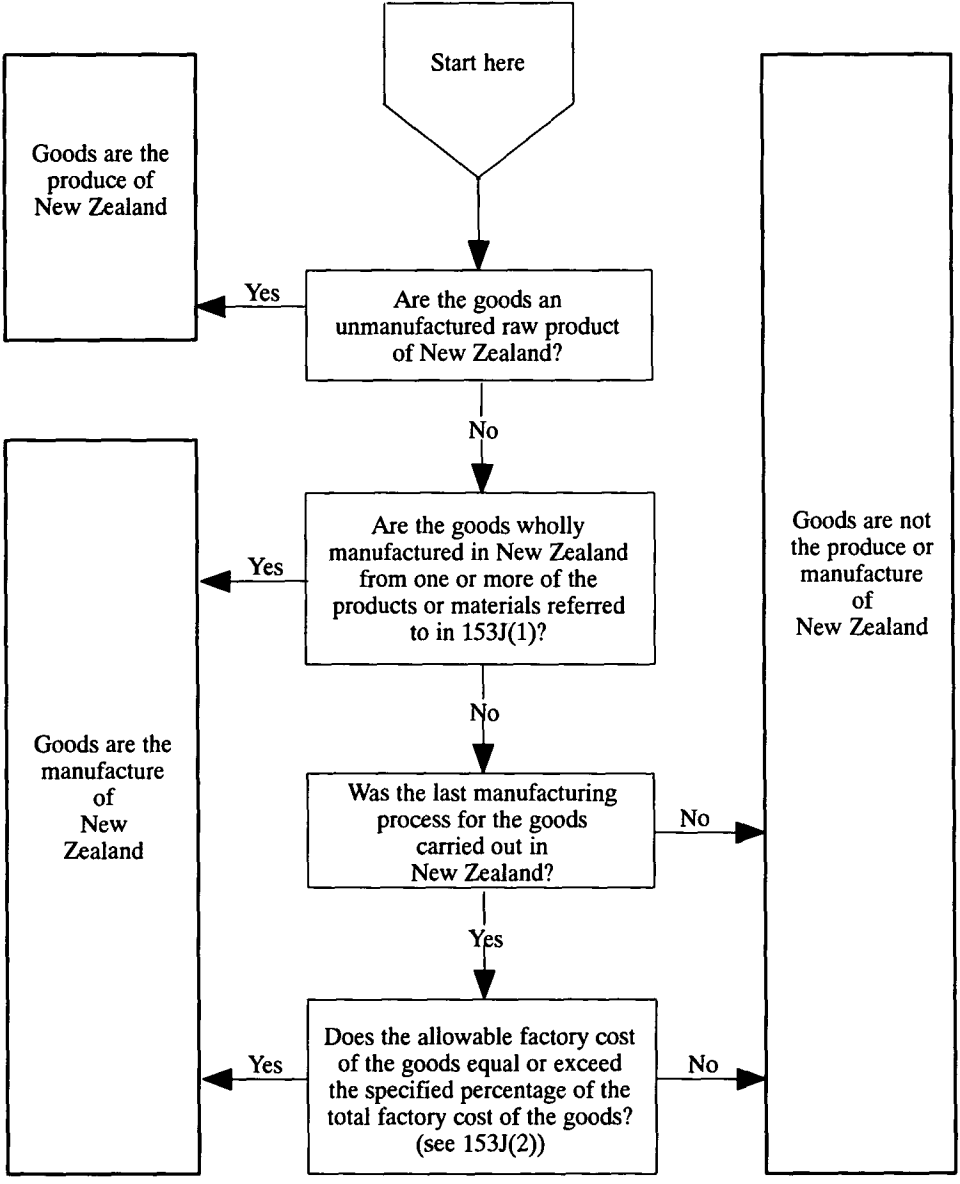 Start here
Goods are the
produce of
New Zealand
Yes
Are the goods an
unmanufactured raw product
of New Zealand?
No
Are the goods wholly
manufactured in New Zealand
from one or more of the
products or materials referred
to in 153J(1)?
Yes
Goods are not
the produce or
manufacture
of
New Zealand
No
Goods are the
manufacture
of
New
Zealand
Was the last manufacturing
process for the goods
carried out in
New Zealand?
No
Yes
Does the allowable factory cost
of the goods equal or exceed
the specified percentage of the
total factory cost of the goods?
(see 153J(2))
Yes
No